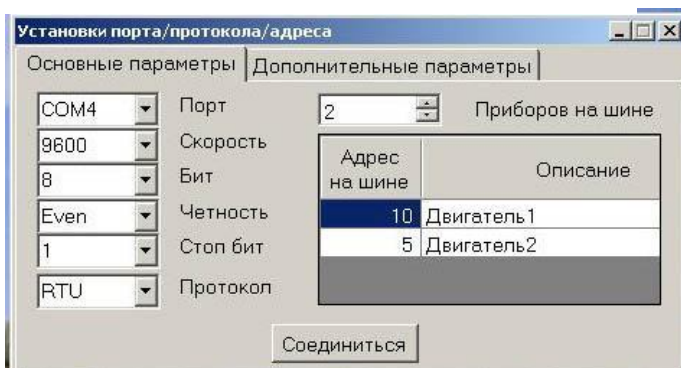 Установки порта/протокола/адреса
Основные параметры Дополнительные параметры
COM4 Порт 2 Приборов на шине
9600 Скорость
8 Бит
Even Четность
1 Стоп бит
RTU Протокол
Адрес на шине Описание
10 Двигатель1
5 Двигатель2
Соединиться